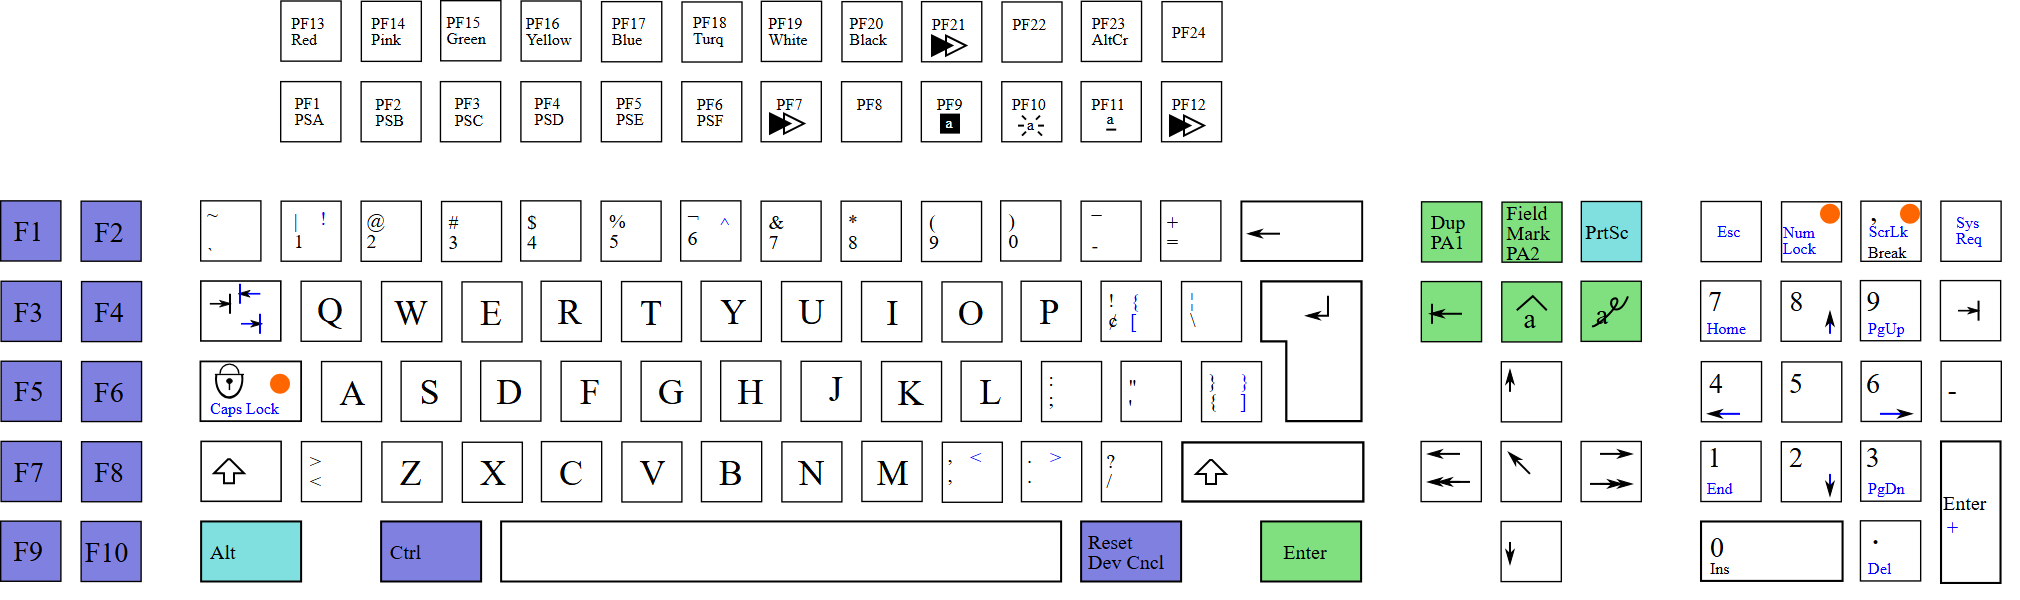 PF13 PF14 PF15 PF16 PF17 PF18 PF19 PF20 PF21 PF22 PF23 PF24
Red Pink Green Yellow Blue Turq White Black AltCr
PF1 PF2 PF3 PF4 PF5 PF6 PF7 PF8 PF9 PF10 PF11 PF12
PSA PSB PSC PSD PSE PSF a a a
F1 F2 ~ | ! @ # $ % ¬ ^ & * ( ) _ + ← Dup Field PrtSc Esc Num , ScrLk Sys
` 1 2 3 4 5 6 7 8 9 0 - = PA1 Mark PA2 Lock Break Req
F3 F4 Q W E R T Y U I O P ! { ¦ a a 7 8 9
¢ [ \ Home PgUp
F5 F6 A S D F G H J K L : " } } 4 5 6 -
Caps Lock ; ' { ]
F7 F8 > Z X C V B N M , < . > ? 1 2 3 Enter
< , . / End PgDn +
F9 F10 Alt Ctrl Reset Enter 0 .
Dev Cncl Ins Del